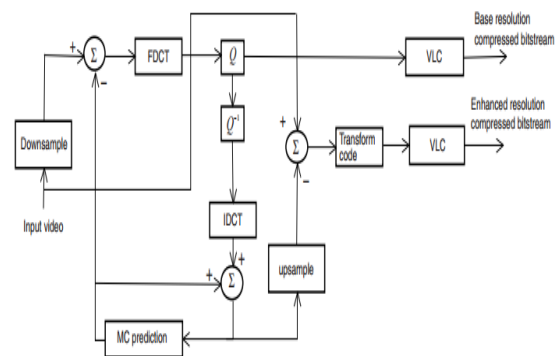 Base resolution
compressed bitstream
+
Σ
−
FDCT
Q
VLC
Enhanced resolution
compressed bitstream
+
Σ
−
Transform
code
VLC
Q⁻¹
Downsample
Input video
IDCT
+
+
Σ
upsample
MC prediction